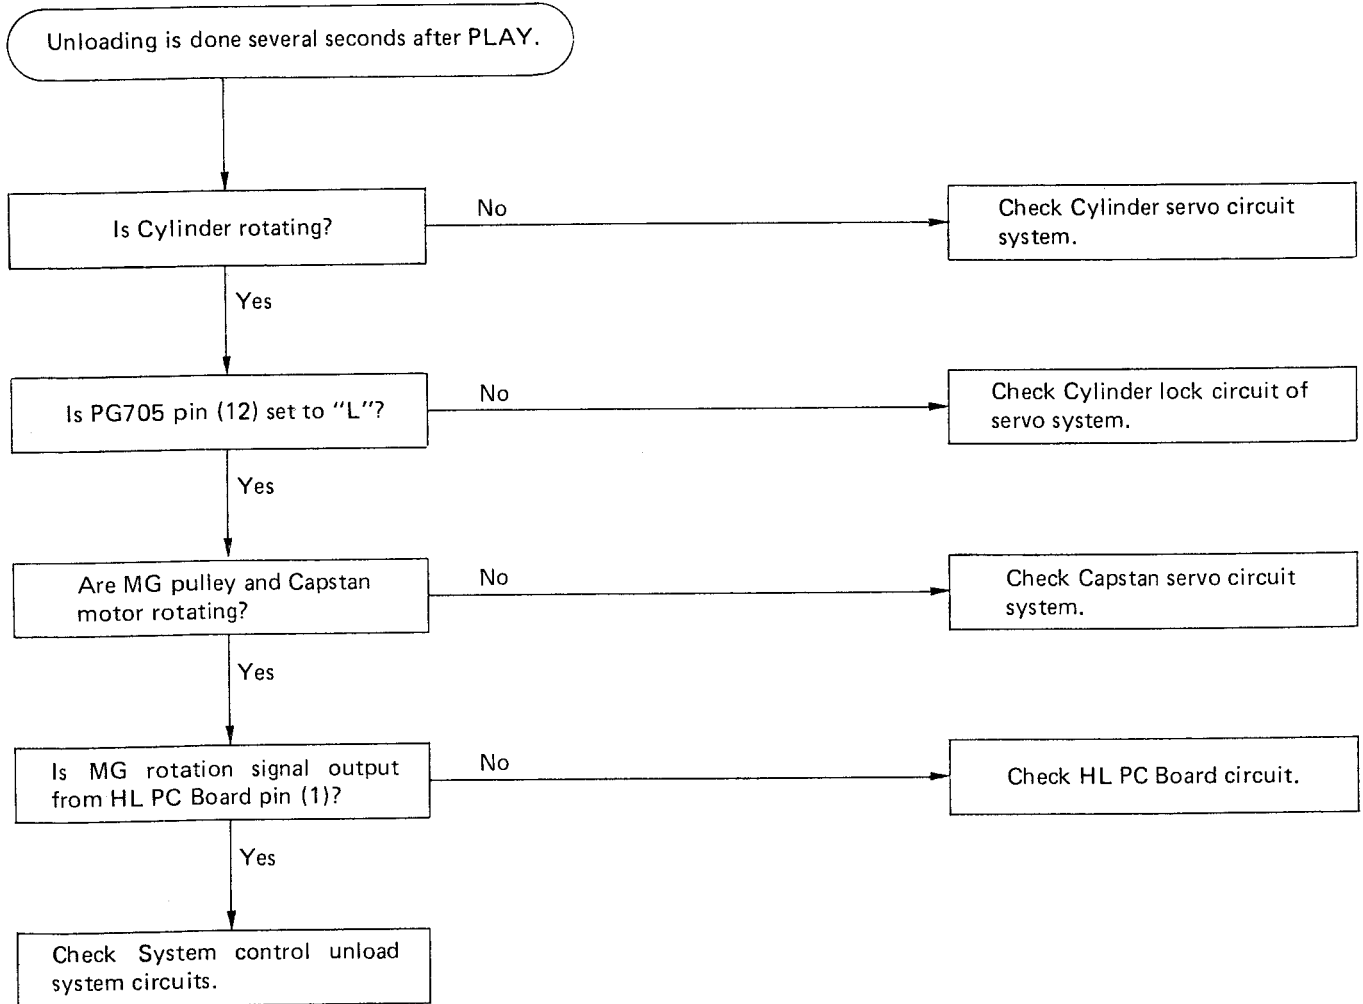 Unloading is done several seconds after PLAY.
Is Cylinder rotating?
No
Check Cylinder servo circuit
system.
Yes
Is PG705 pin (12) set to “L”?
No
Check Cylinder lock circuit of
servo system.
Yes
Are MG pulley and Capstan
motor rotating?
No
Check Capstan servo circuit
system.
Yes
Is MG rotation signal output
from HL PC Board pin (1)?
No
Check HL PC Board circuit.
Yes
Check System control unload
system circuits.